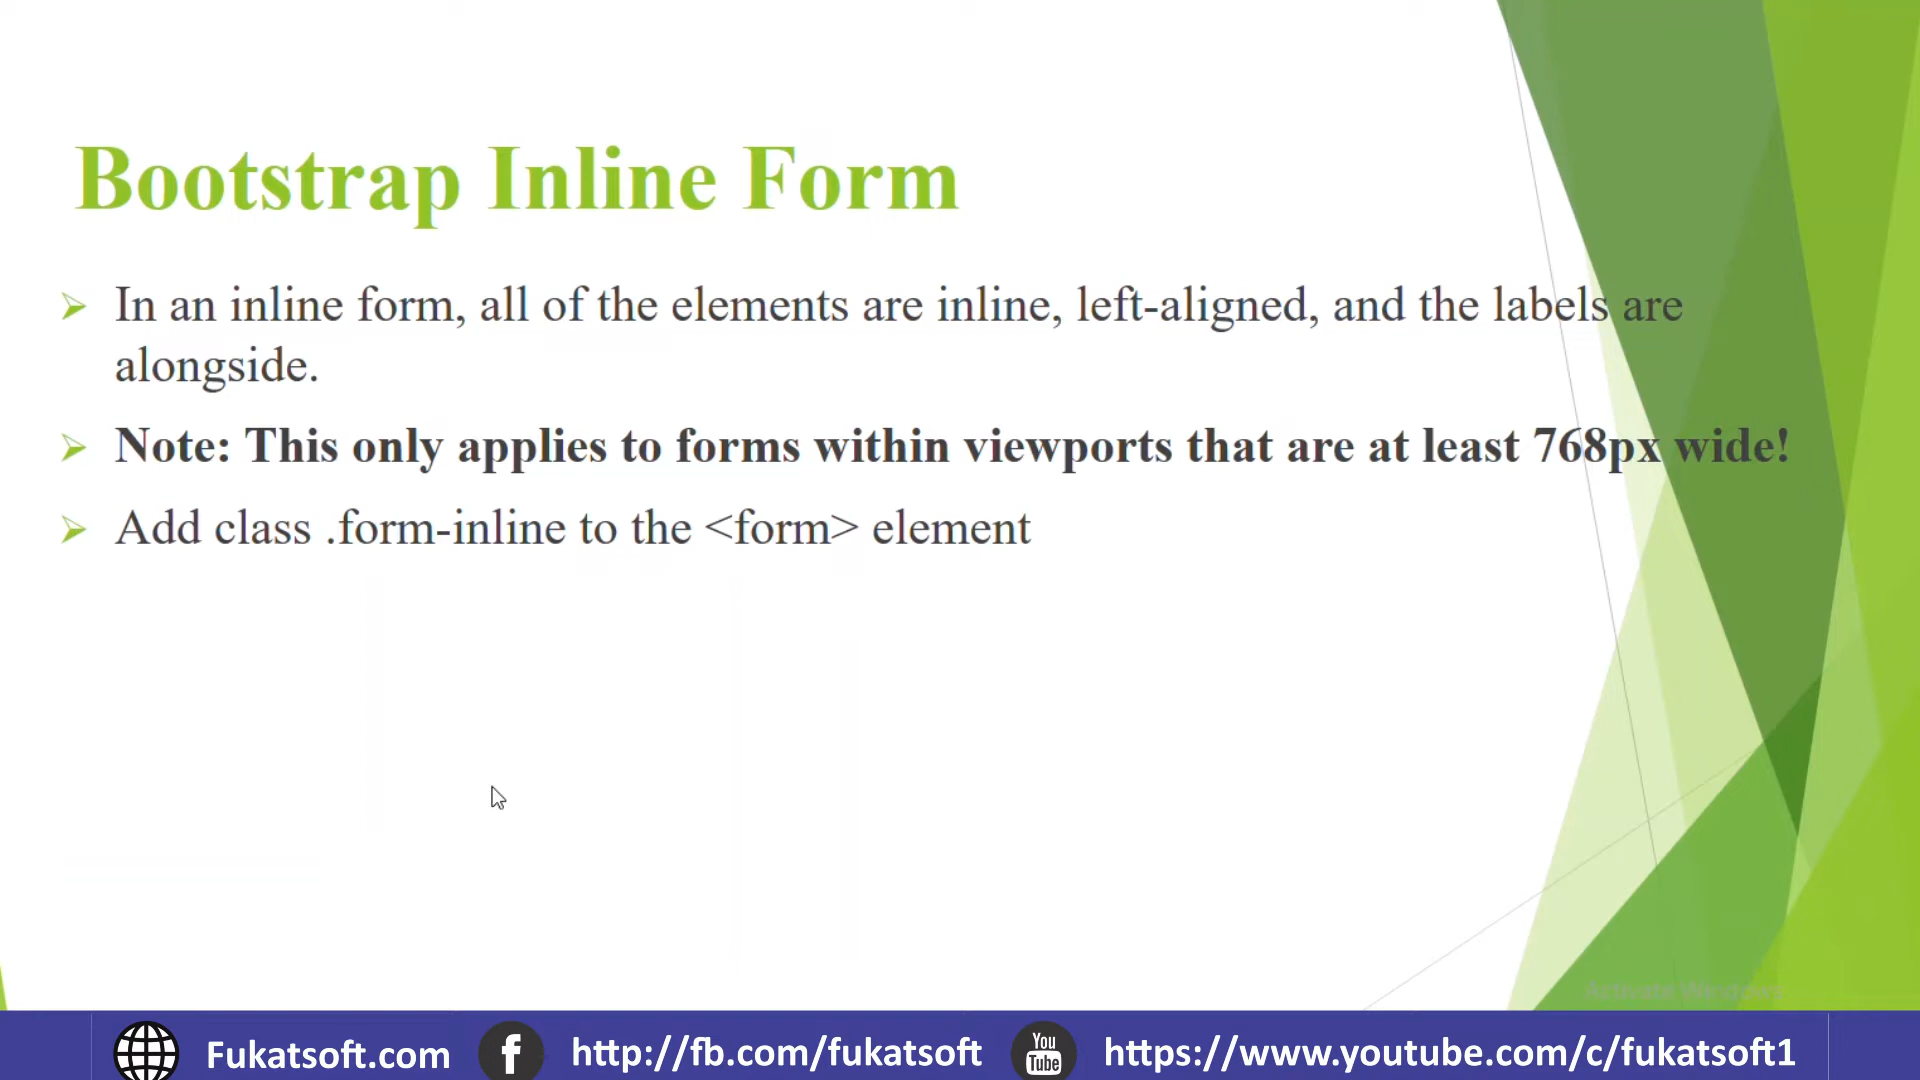 Bootstrap Inline Form
In an inline form, all of the elements are inline, left-aligned, and the labels are
alongside.
Note: This only applies to forms within viewports that are at least 768px wide!
Add class .form-inline to the <form> element
Activate Windows
Fukatsoft.com
f
http://fb.com/fukatsoft
You
Tube
https://www.youtube.com/c/fukatsoft1